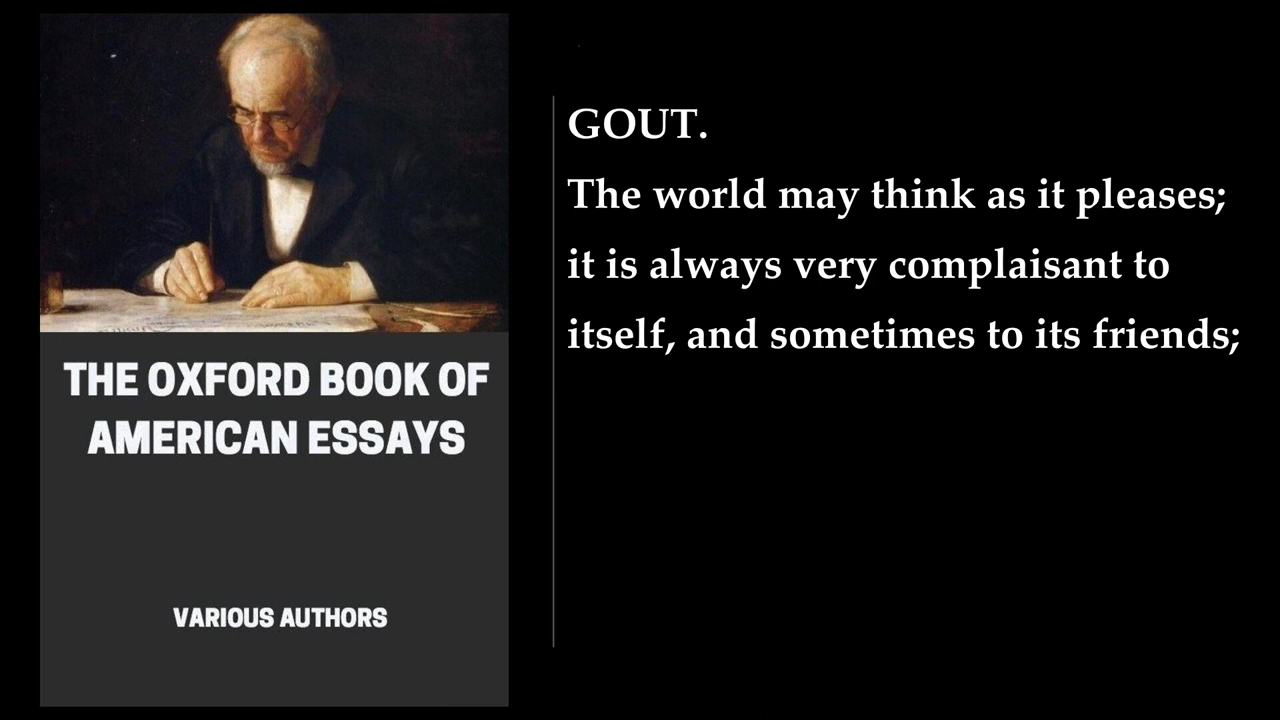 THE OXFORD BOOK OF
AMERICAN ESSAYS
VARIOUS AUTHORS
GOUT.
The world may think as it pleases;
it is always very complaisant to
itself, and sometimes to its friends;